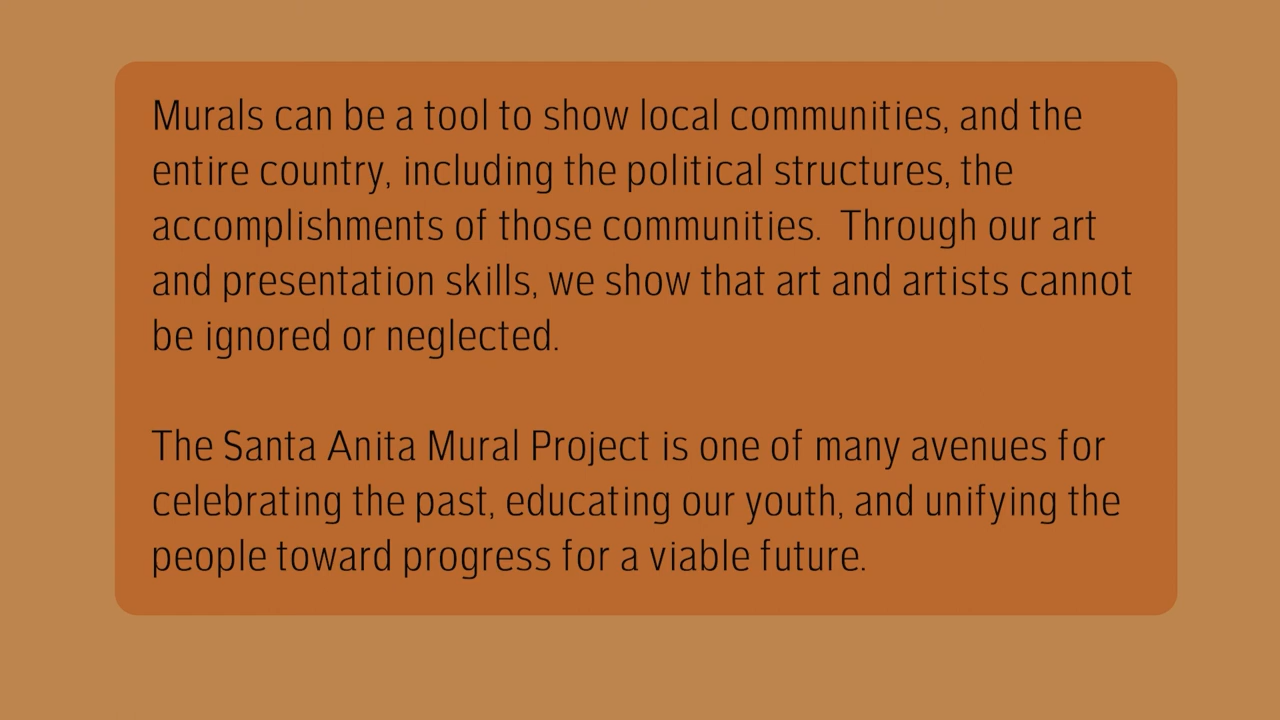 Murals can be a tool to show local communities, and the
entire country, including the political structures, the
accomplishments of those communities.  Through our art
and presentation skills, we show that art and artists cannot
be ignored or neglected.
The Santa Anita Mural Project is one of many avenues for
celebrating the past, educating our youth, and unifying the
people toward progress for a viable future.